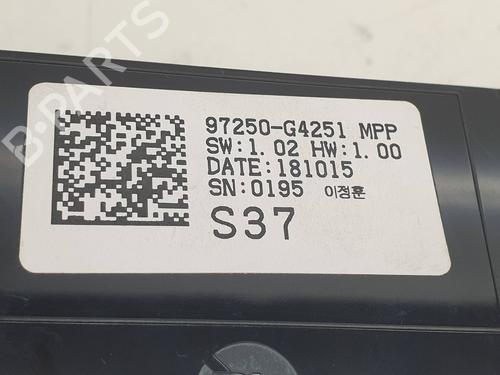 97250-G4251 MPP
SW:1.02 HW:1.00
DATE:181015
SN:0195 이정훈
S37
B-PARTS